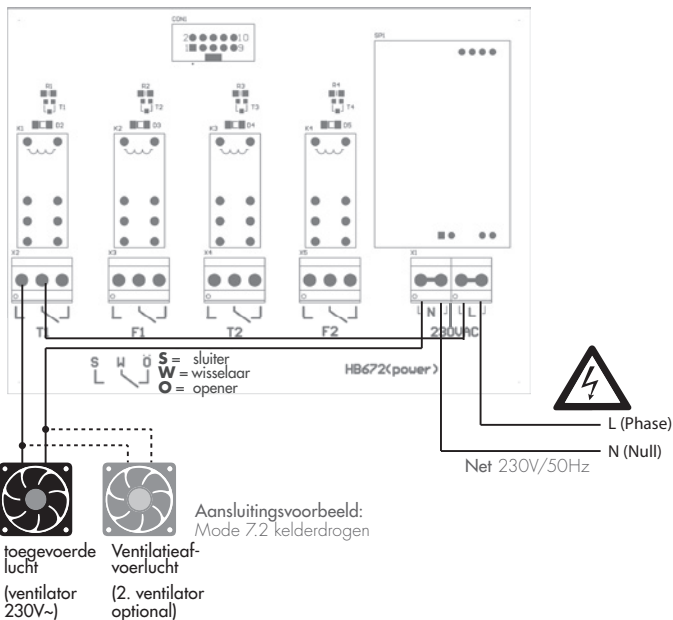 CON1
2 10
1 9
SP1
R1 R2 R3 R4
T1 T2 T3 T4
D2 D3 D4 D5
K1 K2 K3 K4
X2 X3 X4 X5 X1
N L
T1 F1 T2 F2 230VAC
S W Ö
S = sluiter
W = wisselaar
O = opener
HB672(power)
L (Phase)
N (Null)
Net 230V/50Hz
Aansluitingsvoorbeeld:
Mode 7.2 kelderdrogen
toegevoerde
lucht
(ventilator
230V~)
Ventilatieaf-
voerlucht
(2. ventilator
optional)